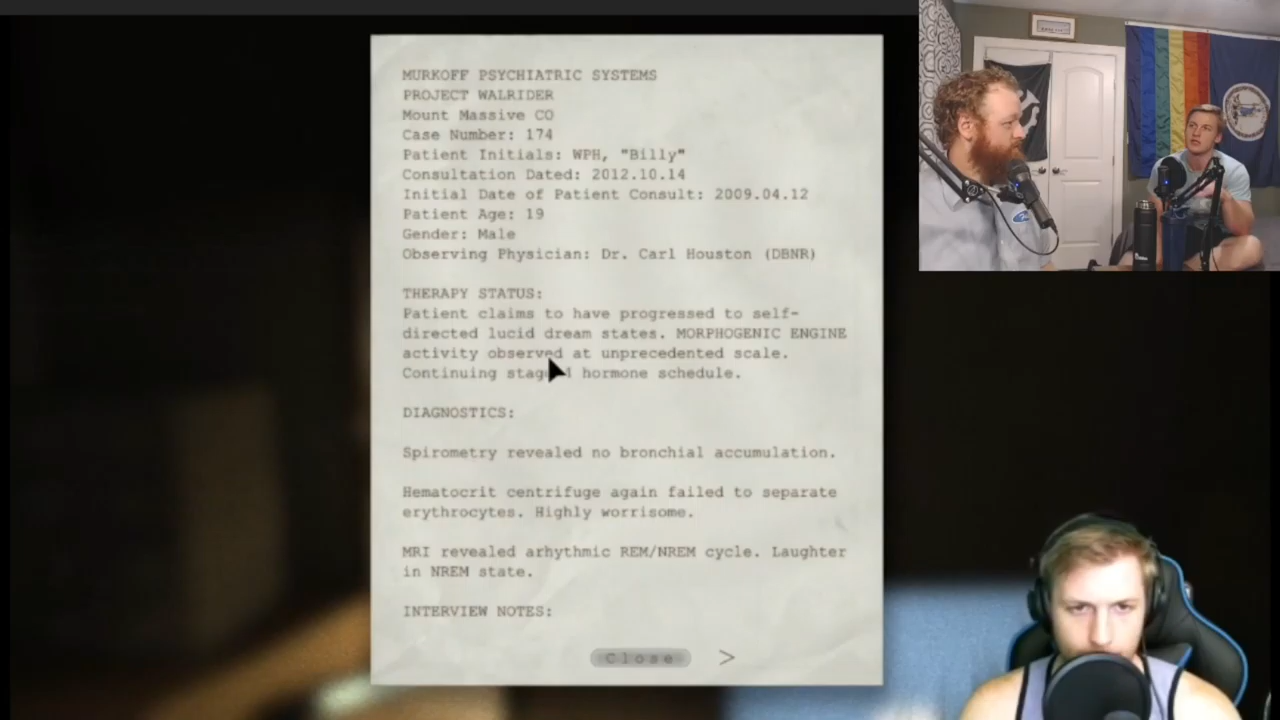 MURKOFF PSYCHIATRIC SYSTEMS
PROJECT WALRIDER
Mount Massive CO
Case Number: 174
Patient Initials: WPH, "Billy"
Consultation Dated: 2012.10.14
Initial Date of Patient Consult: 2009.04.12
Patient Age: 19
Gender: Male
Observing Physician: Dr. Carl Houston (DBNR)
THERAPY STATUS:
Patient claims to have progressed to self-
directed lucid dream states. MORPHOGENIC ENGINE
activity observed at unprecedented scale.
Continuing hormone schedule.
DIAGNOSTICS:
Spirometry revealed no bronchial accumulation.
Hematocrit centrifuge again failed to separate
erythrocytes. Highly worrisome.
MRI revealed arhythmic REM/NREM cycle. Laughter
in NREM state.
INTERVIEW NOTES:
Close >